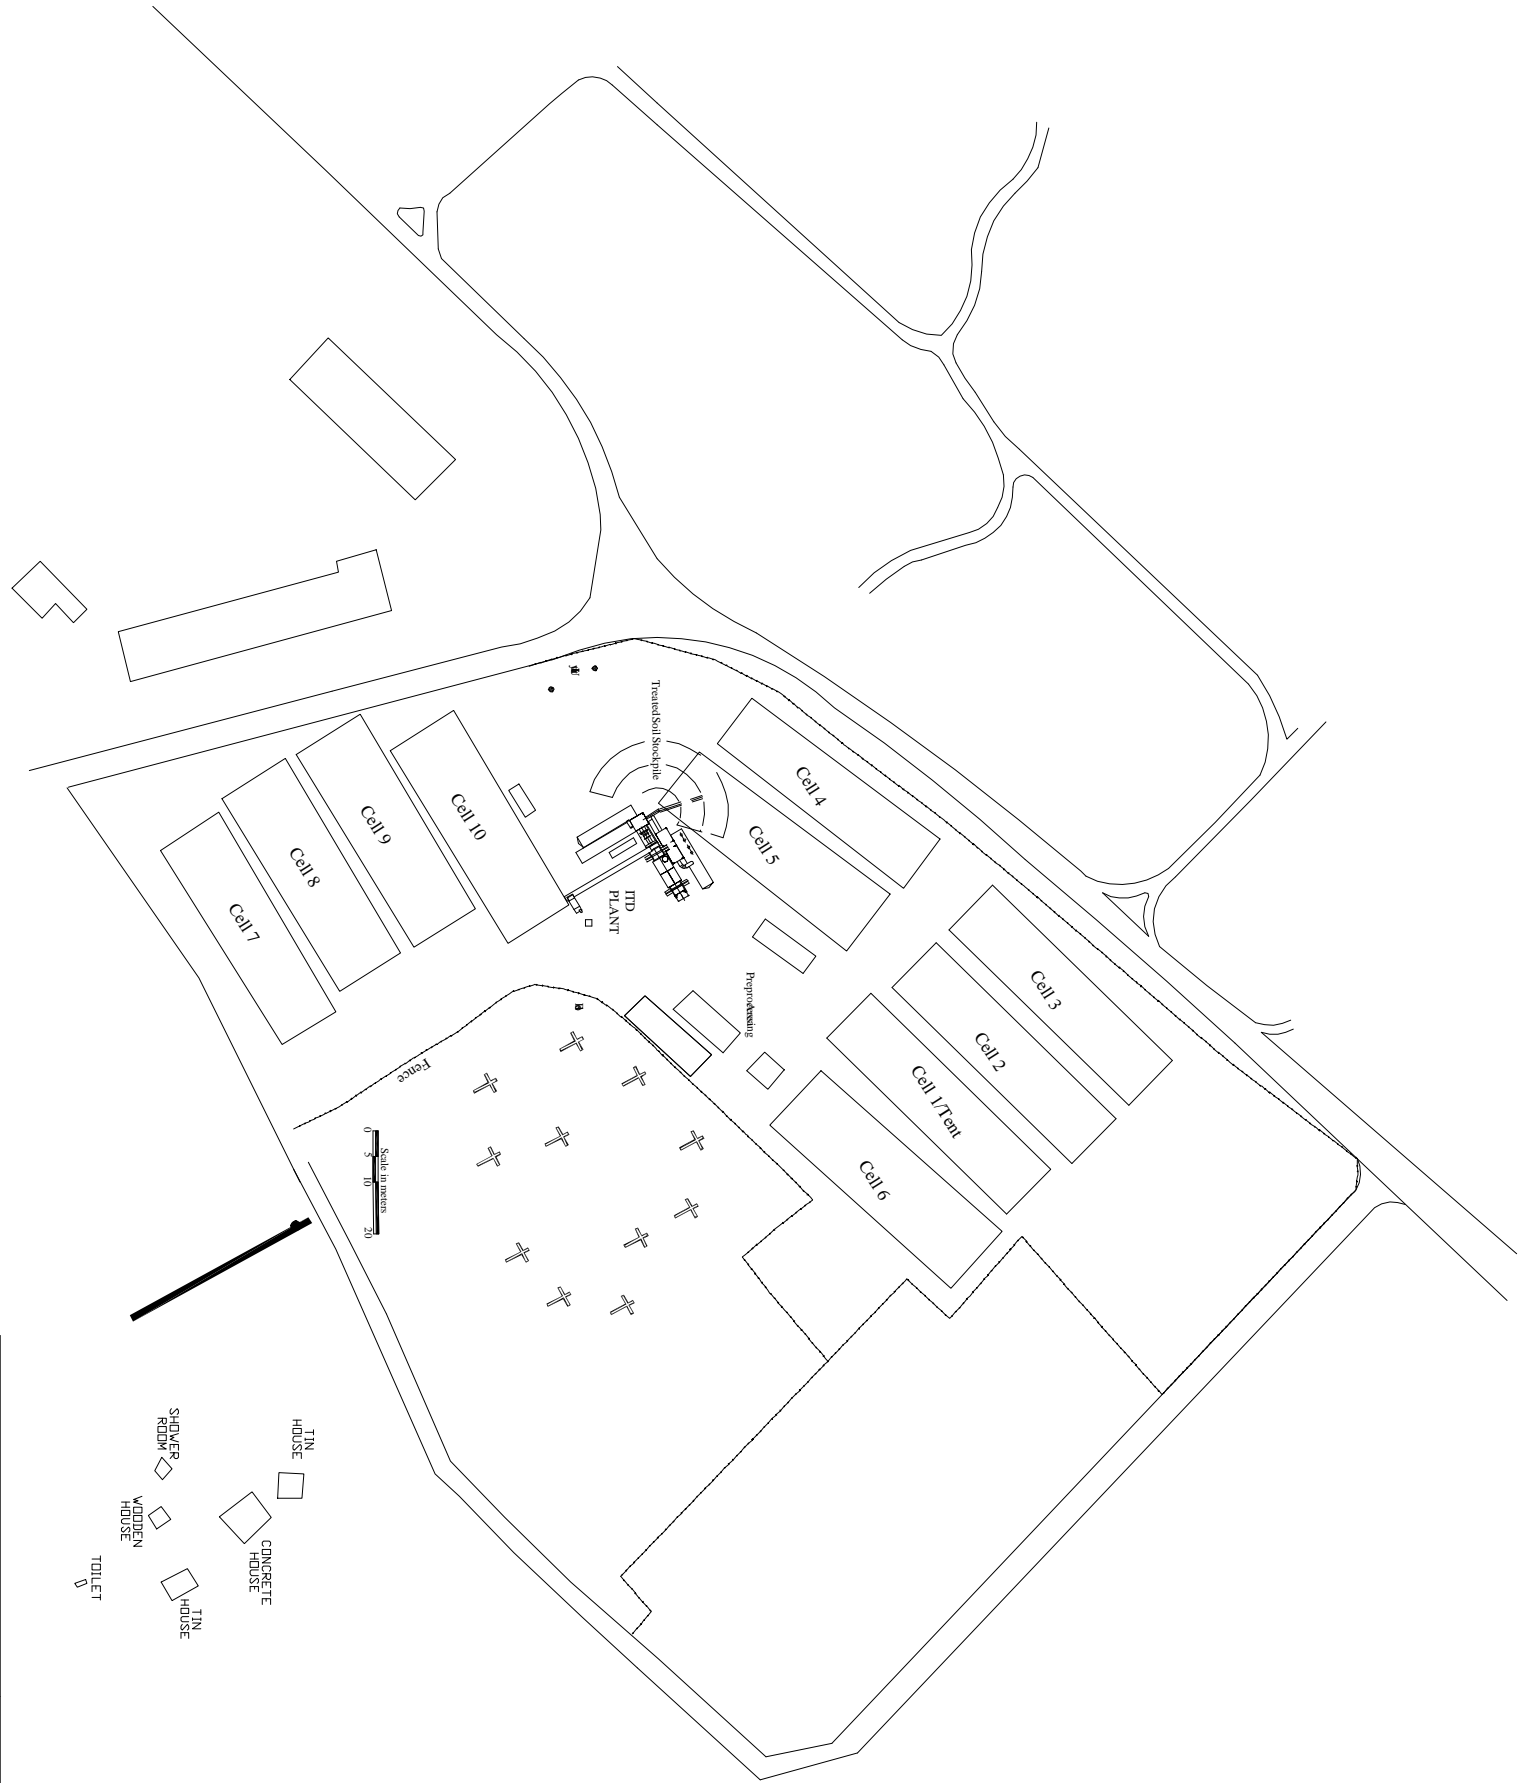 Treated Soil Stockpile
Cell 4
Cell 5
Cell 10
Cell 9
Cell 8
Cell 7
ITD
PLANT
Cell 3
Cell 2
Cell 1/Tent
Cell 6
Fence
Scale in meters
0 5 10 20
TIN
HOUSE
SHOWER
ROOM
WOODEN
HOUSE
CONCRETE
HOUSE
TOILET
TIN
HOUSE